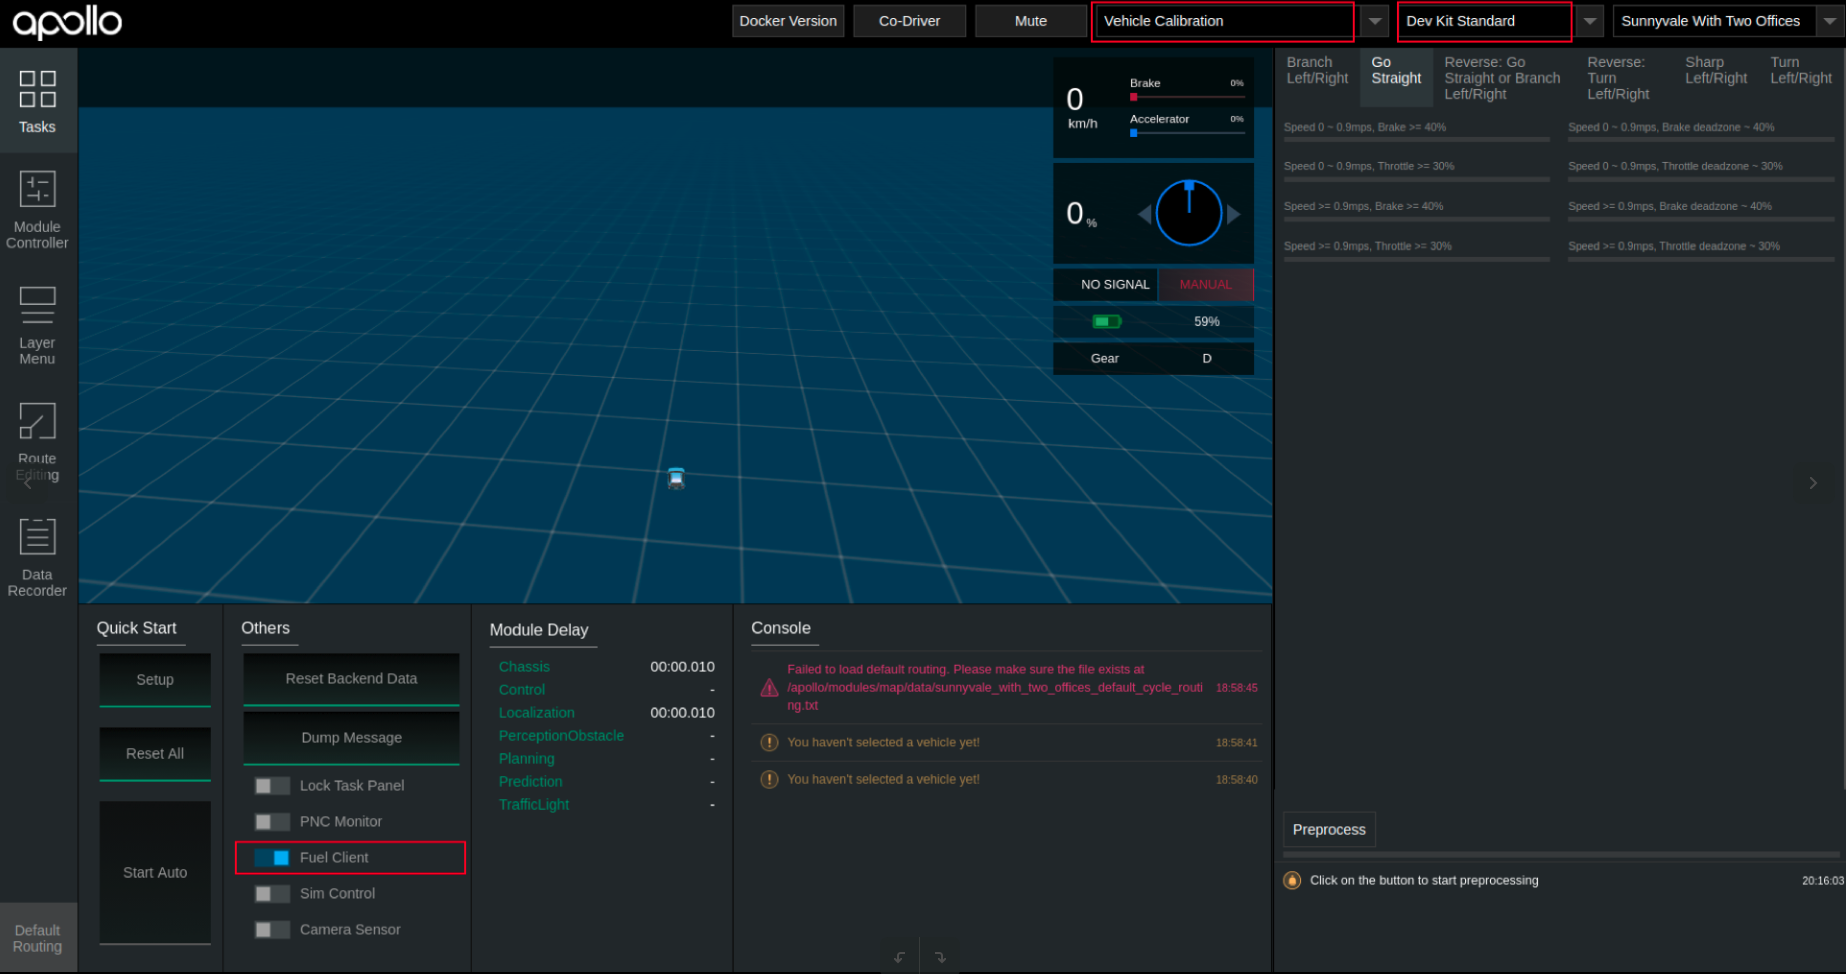 apollo
Docker Version
Co-Driver
Mute
Vehicle Calibration
Dev Kit Standard
Sunnyvale With Two Offices
Tasks
Module
Controller
Layer
Menu
Route
Editing
Data
Recorder
Default
Routing
0
km/h
Brake
0%
Accelerator
0%
0 %
NO SIGNAL
MANUAL
59%
Gear
D
Branch
Left/Right
Go
Straight
Reverse: Go
Straight or Branch
Left/Right
Reverse:
Turn
Left/Right
Sharp
Left/Right
Turn
Left/Right
Speed 0 ~ 0.9mps, Brake >= 40%
Speed 0 ~ 0.9mps, Brake deadzone ~ 40%
Speed 0 ~ 0.9mps, Throttle >= 30%
Speed 0 ~ 0.9mps, Throttle deadzone ~ 30%
Speed >= 0.9mps, Brake >= 40%
Speed >= 0.9mps, Brake deadzone ~ 40%
Speed >= 0.9mps, Throttle >= 30%
Speed >= 0.9mps, Throttle deadzone ~ 30%
Quick Start
Setup
Reset All
Start Auto
Others
Reset Backend Data
Dump Message
Lock Task Panel
PNC Monitor
Fuel Client
Sim Control
Camera Sensor
Module Delay
Chassis 00:00.010
Control -
Localization 00:00.010
PerceptionObstacle -
Planning -
Prediction -
TrafficLight -
Console
Failed to load default routing. Please make sure the file exists at
/apollo/modules/map/data/sunnyvale_with_two_offices_default_cycle_routi
ng.txt
18:58:45
You haven't selected a vehicle yet! 18:58:41
You haven't selected a vehicle yet! 18:58:40
Preprocess
Click on the button to start preprocessing 20:16:03